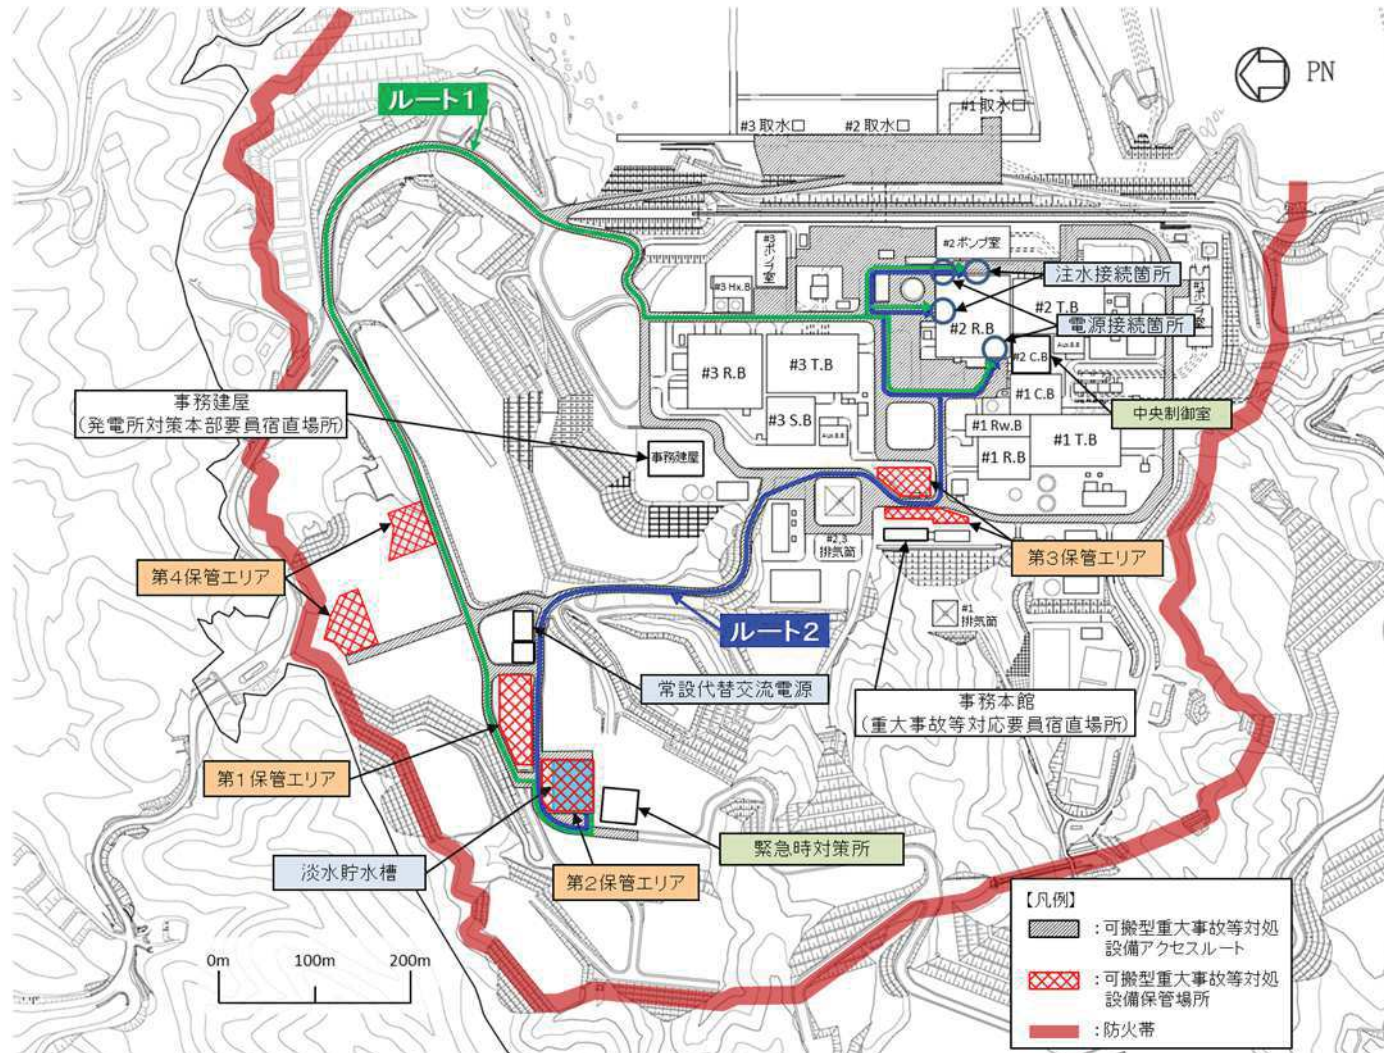 PN
ルート1
#1 取水口
#3 取水口
#2 取水口
#3
ポンプ室
#2 ポンプ室
注水接続箇所
#3 Hx.B
#2 T.B
電源接続箇所
#2 R.B
#2 C.B
#3 R.B
#3 T.B
#1 C.B
中央制御室
事務建屋
(発電所対策本部要員宿直場所)
#3 S.B
#1 Rw.B
#1 T.B
事務建屋
#1 R.B
#2,3
排気筒
第3保管エリア
第4保管エリア
#1
排気筒
ルート2
常設代替交流電源
事務本館
(重大事故等対応要員宿直場所)
第1保管エリア
緊急時対策所
淡水貯水槽
第2保管エリア
【凡例】
:可搬型重大事故等対処
設備アクセスルート
:可搬型重大事故等対処
設備保管場所
:防火帯
0m
100m
200m